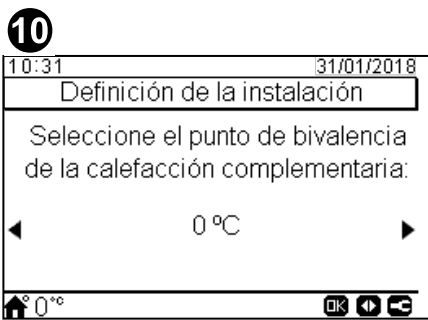 10
10:31 31/01/2018
Definición de la instalación
Seleccione el punto de bivalencia
de la calefacción complementaria:
0 ºC
0°C OK